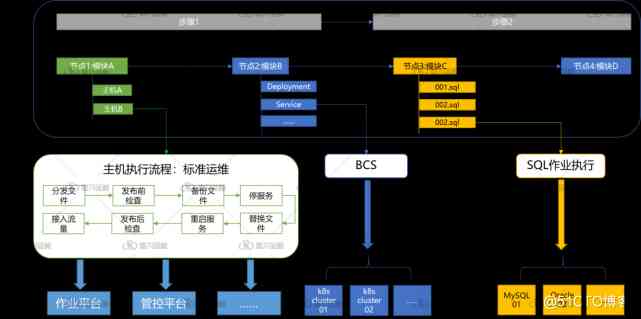 步骤1
步骤2
节点1:模块A
节点2:模块B
节点3:模块C
节点4:模块D
主机A
主机B
Deployment
Service
......
001.sql
002.sql
002.sql
主机执行流程：标准运维
分发文件
发布前检查
备份文件
停服务
接入流量
发布后检查
重启服务
替换文件
BCS
SQL作业执行
作业平台
管控平台
......
k8s
cluster
01
k8s
cluster
02
......
MySQL
01
Oracle
@51CTO博客